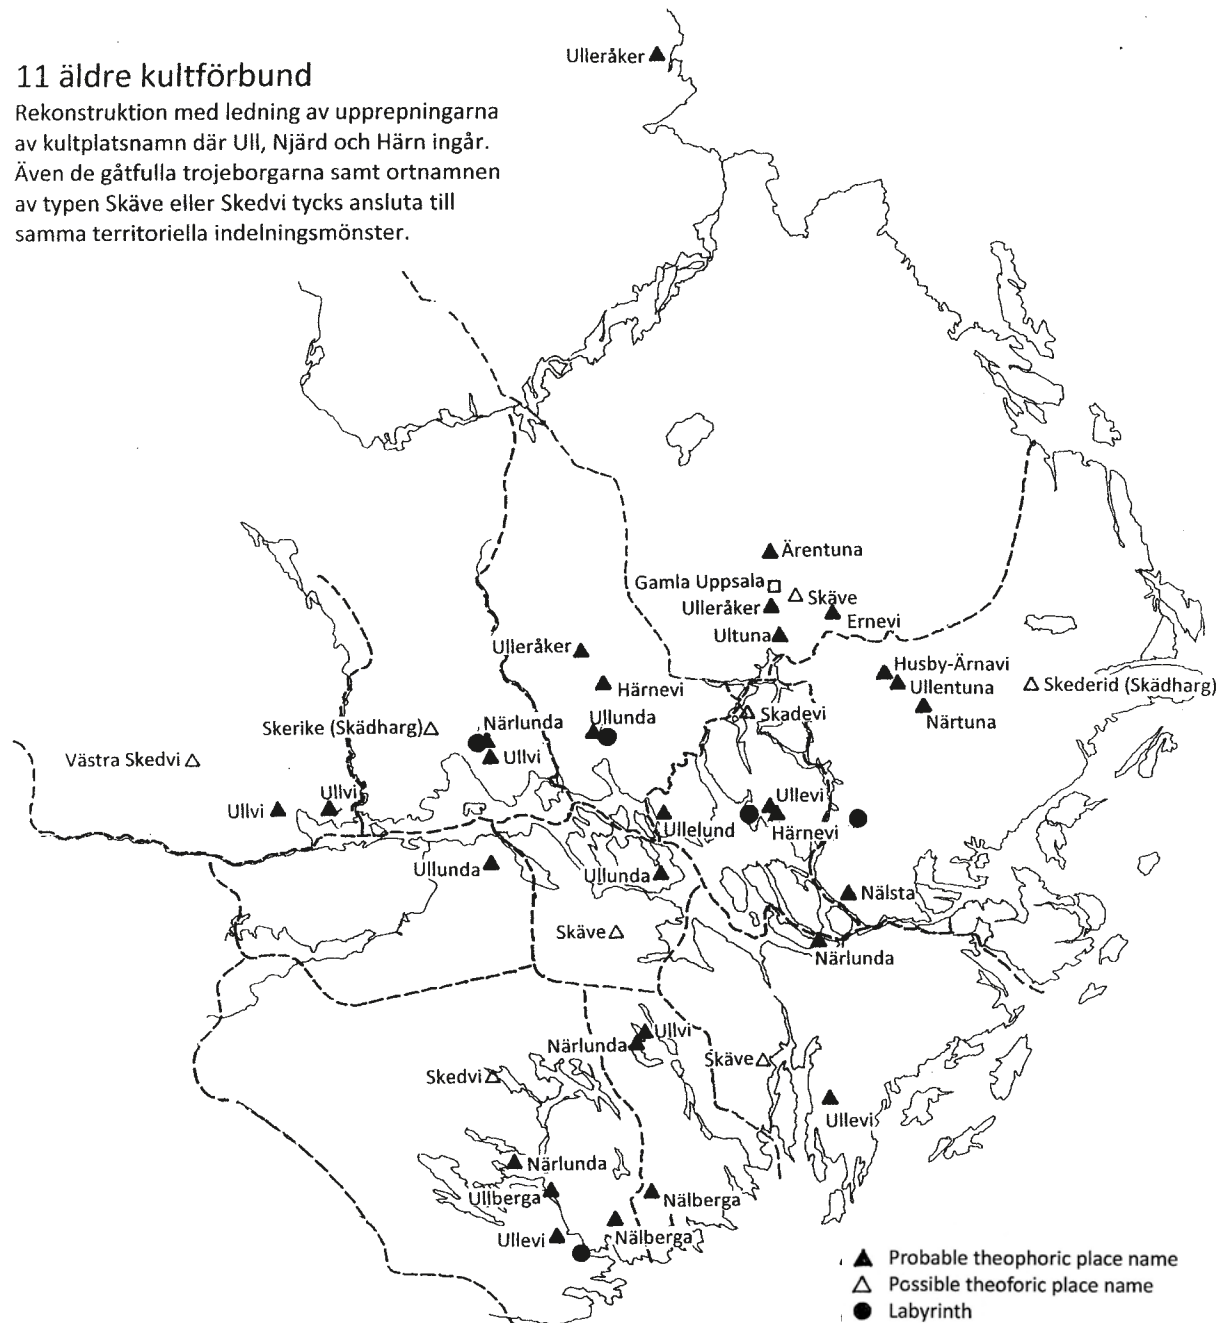 11 äldre kultförbund
Rekonstruktion med ledning av upprepningarna
av kultplatsnamn där Ull, Njärd och Härn ingår.
Även de gåtfulla trojeborgarna samt ortnamnen
av typen Skäve eller Skedvi tycks ansluta till
samma territoriella indelningsmönster.
Ulleråker
Ärentuna
Gamla Uppsala
Skäve
Ulleråker
Ernevi
Ultuna
Ulleråker
Husby-Ärnavi
Härnevi
Ullentuna
Skederid (Skädharg)
Närtuna
Skadevi
Ullunda
Närlunda
Skerike (Skädharg)
Ullvi
Västra Skedvi
Ullvi
Ullvi
Ullevi
Ullelund
Härnevi
Ullunda
Ullunda
Nälsta
Skäve
Närlunda
Ullvi
Närlunda
Skäve
Skedvi
Ullevi
Närlunda
Ullberga
Nälberga
Ullevi
Nälberga
Probable theophoric place name
Possible theoforic place name
Labyrinth